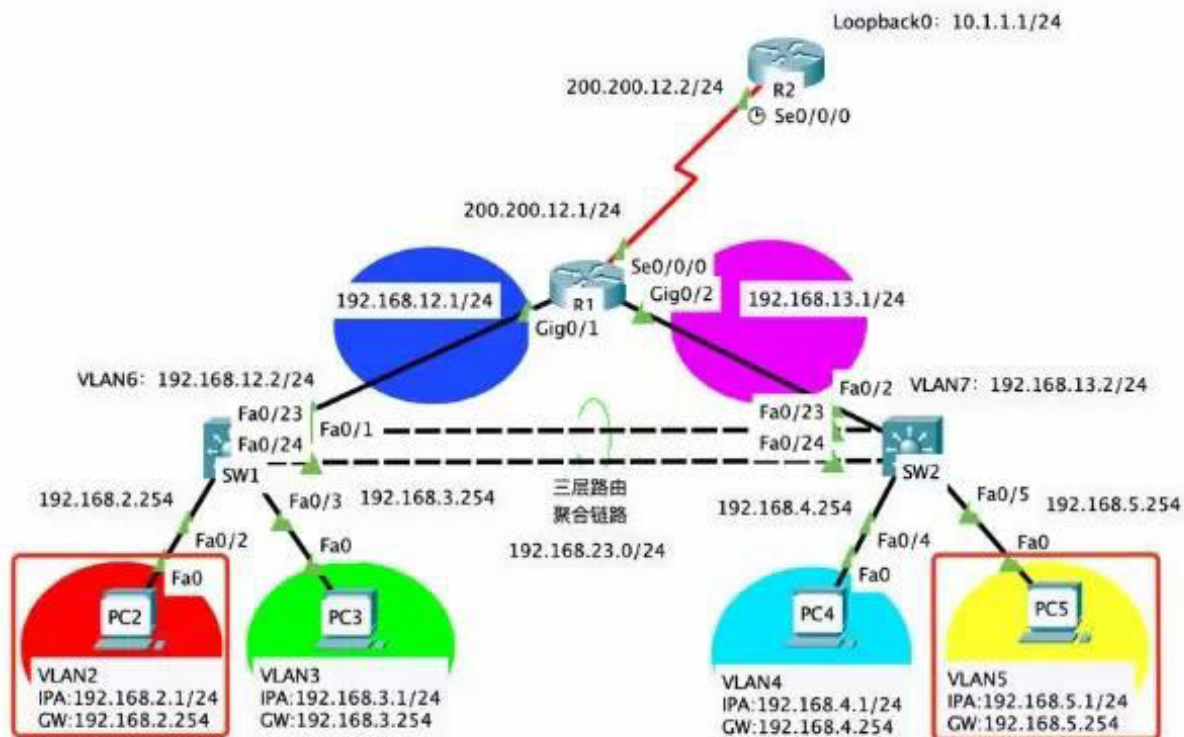 Loopback0: 10.1.1.1/24
200.200.12.2/24
R2
Se0/0/0
200.200.12.1/24
Se0/0/0
192.168.12.1/24
R1
Gig0/2
192.168.13.1/24
Gig0/1
VLAN6: 192.168.12.2/24
Fa0/2
VLAN7: 192.168.13.2/24
Fa0/23
Fa0/1
Fa0/23
Fa0/24
Fa0/24
SW1
SW2
192.168.2.254
Fa0/3
192.168.3.254
三层路由
聚合链路
192.168.23.0/24
192.168.4.254
Fa0/5
192.168.5.254
Fa0/2
Fa0/4
Fa0
Fa0
Fa0
Fa0
PC2
PC3
PC4
PC5
VLAN2
IPA:192.168.2.1/24
GW:192.168.2.254
VLAN3
IPA:192.168.3.1/24
GW:192.168.3.254
VLAN4
IPA:192.168.4.1/24
GW:192.168.4.254
VLAN5
IPA:192.168.5.1/24
GW:192.168.5.254